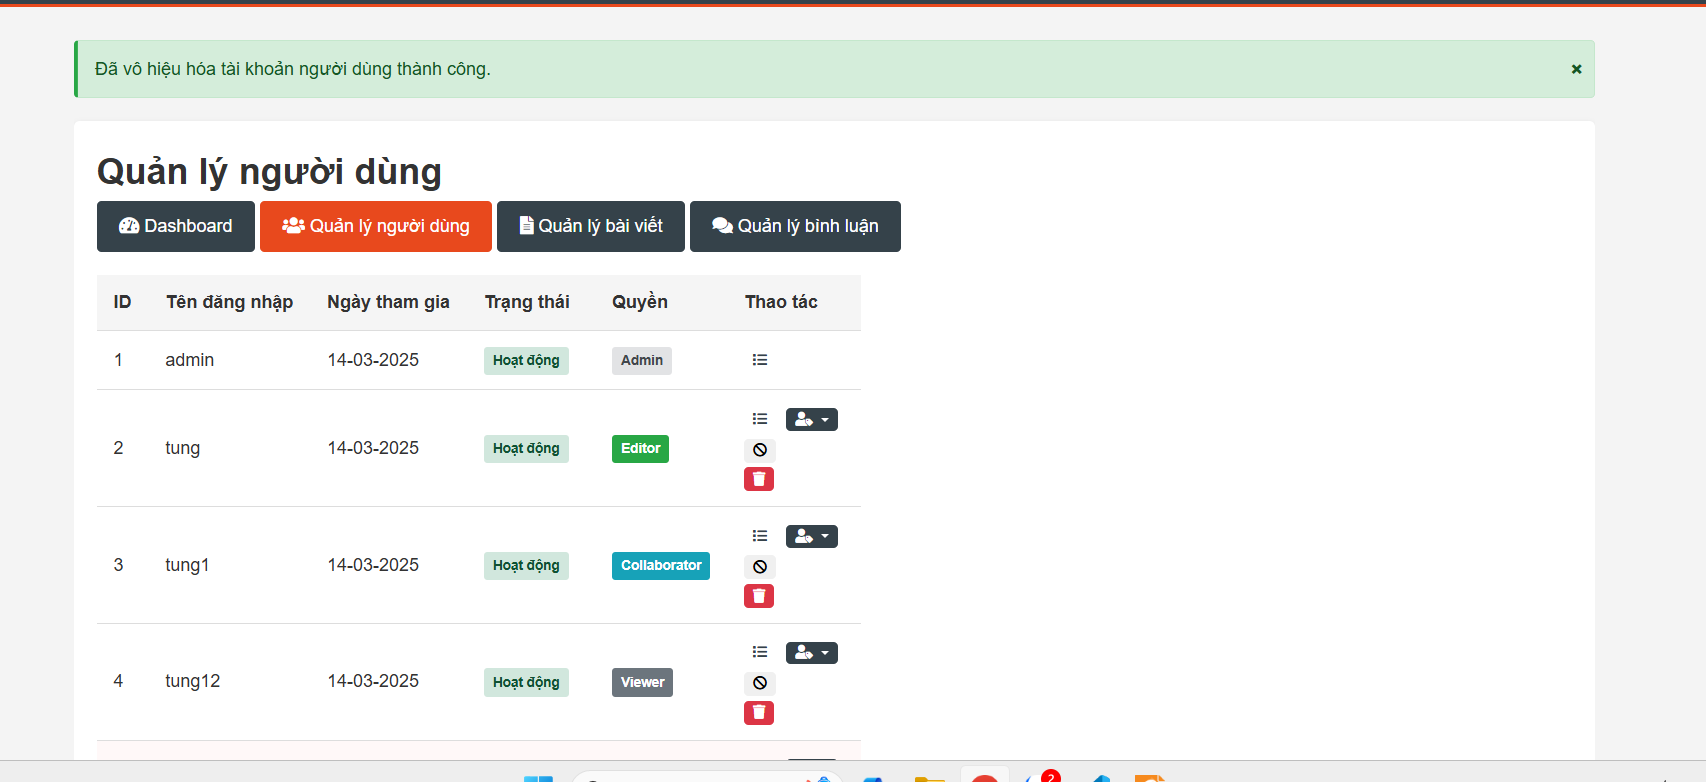 Đã vô hiệu hóa tài khoản người dùng thành công.
Quản lý người dùng
Dashboard Quản lý người dùng Quản lý bài viết Quản lý bình luận
ID Tên đăng nhập Ngày tham gia Trạng thái Quyền Thao tác
1 admin 14-03-2025 Hoạt động Admin
2 tung 14-03-2025 Hoạt động Editor
3 tung1 14-03-2025 Hoạt động Collaborator
4 tung12 14-03-2025 Hoạt động Viewer
2